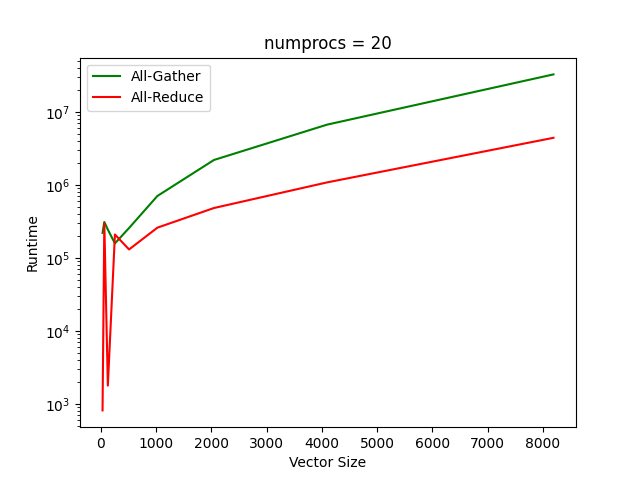 numprocs = 20
All-Gather
All-Reduce
Runtime
10^7
10^6
10^5
10^4
10^3
0 1000 2000 3000 4000 5000 6000 7000 8000
Vector Size